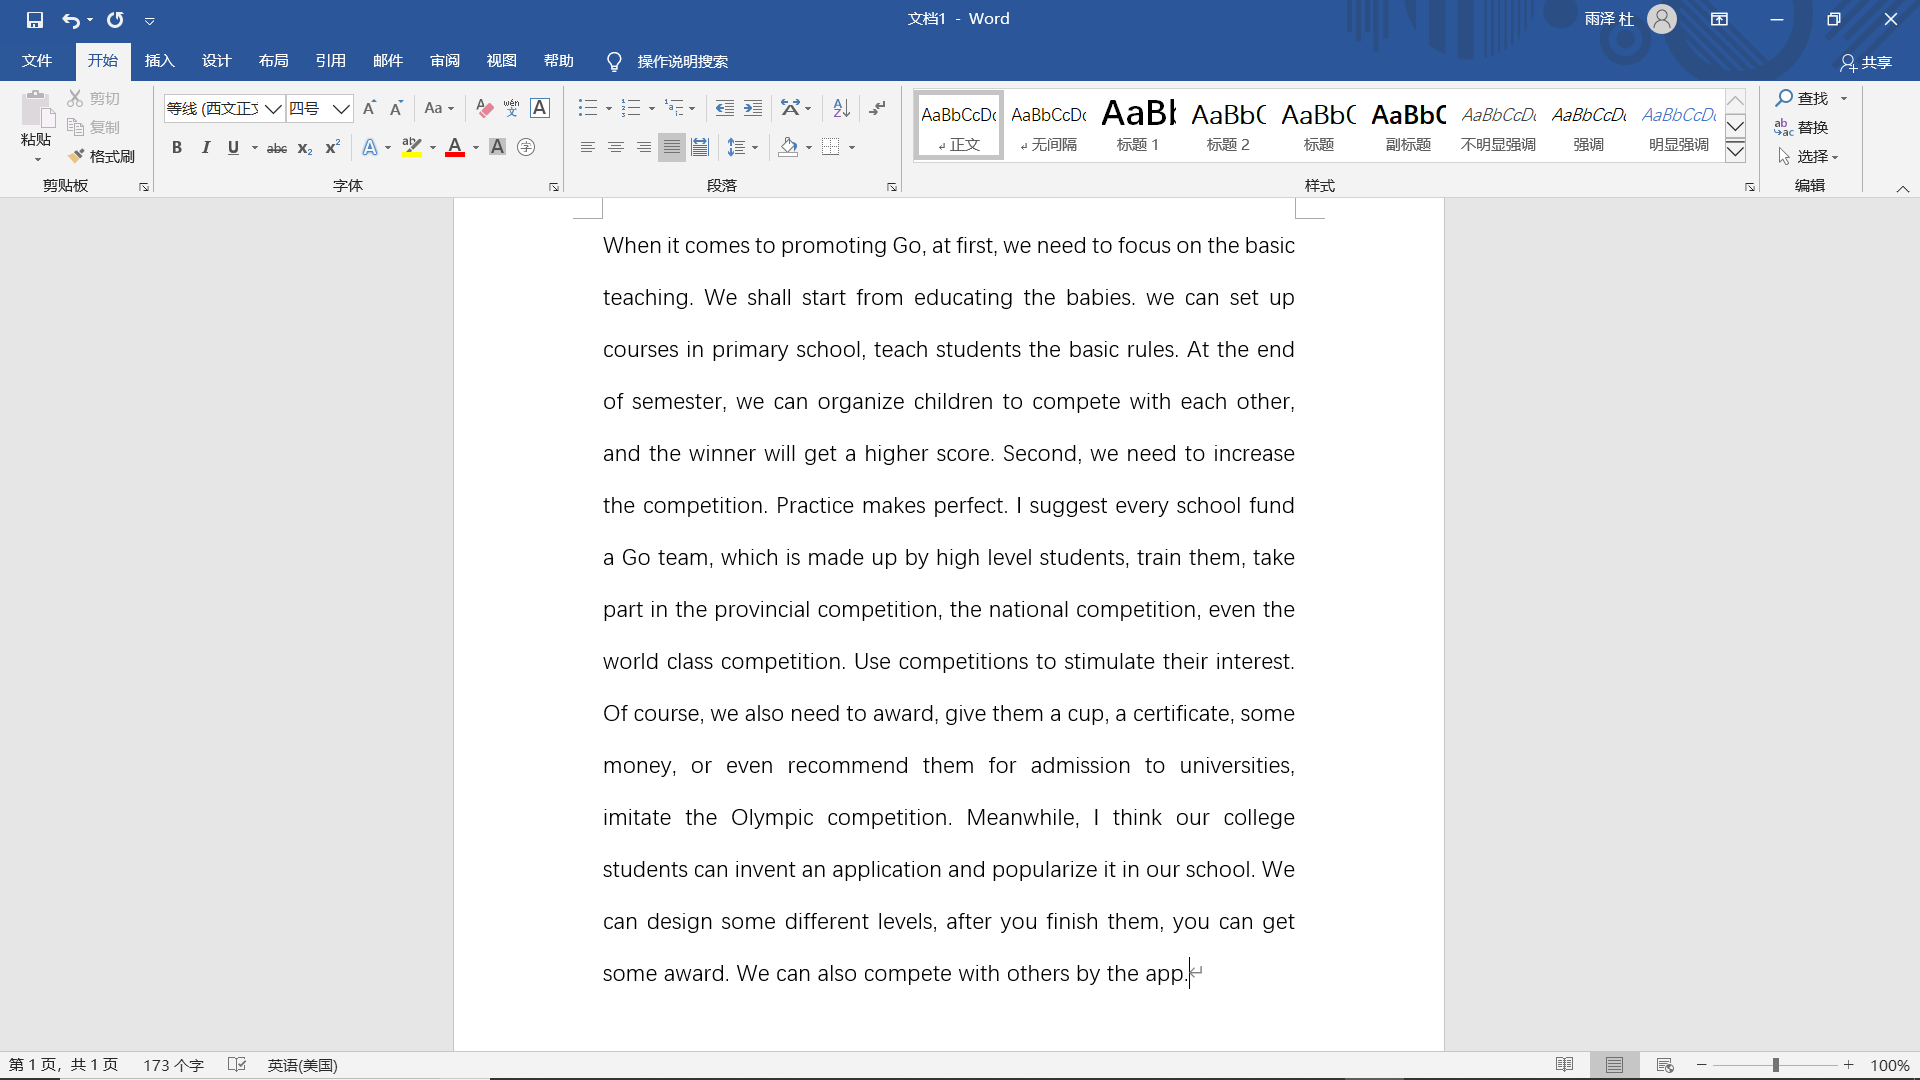 文档1 - Word
雨泽 杜
文件 开始 插入 设计 布局 引用 邮件 审阅 视图 帮助 操作说明搜索 共享
粘贴
剪切
复制
格式刷
剪贴板
等线 (西文正文 四号
Aa
wén
文
A
B I U abc x₂ x² A aby A A 字
字体
段落
AaBbCcDc AaBbCcDc AaBb AaBbC AaBbC AaBbC AaBbCcDc AaBbCcDc AaBbCcDc
正文 无间隔 标题 1 标题 2 标题 副标题 不明显强调 强调 明显强调
样式
查找
替换
选择
编辑
When it comes to promoting Go, at first, we need to focus on the basic
teaching. We shall start from educating the babies. we can set up
courses in primary school, teach students the basic rules. At the end
of semester, we can organize children to compete with each other,
and the winner will get a higher score. Second, we need to increase
the competition. Practice makes perfect. I suggest every school fund
a Go team, which is made up by high level students, train them, take
part in the provincial competition, the national competition, even the
world class competition. Use competitions to stimulate their interest.
Of course, we also need to award, give them a cup, a certificate, some
money, or even recommend them for admission to universities,
imitate the Olympic competition. Meanwhile, I think our college
students can invent an application and popularize it in our school. We
can design some different levels, after you finish them, you can get
some award. We can also compete with others by the app.
第 1 页，共 1 页 173 个字 英语(美国) 100%